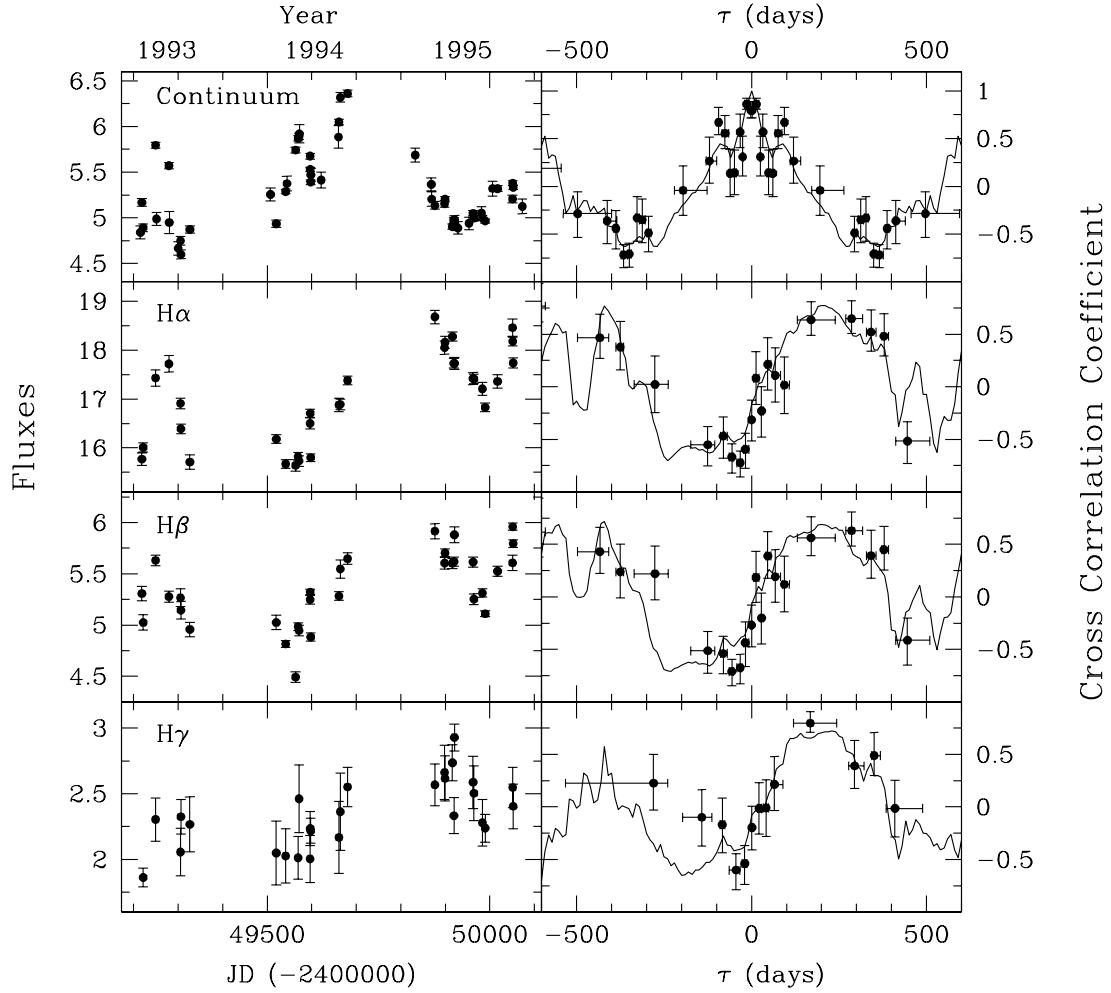 Year
τ (days)
1993 1994 1995
−500 0 500
Continuum
6.5
6
5.5
5
4.5
1
0.5
0
−0.5
Hα
19
18
17
16
0.5
0
−0.5
Hβ
6
5.5
5
4.5
0.5
0
−0.5
Hγ
3
2.5
2
0.5
0
−0.5
Fluxes
Cross Correlation Coefficient
49500 50000
−500 0 500
JD (−2400000)
τ (days)